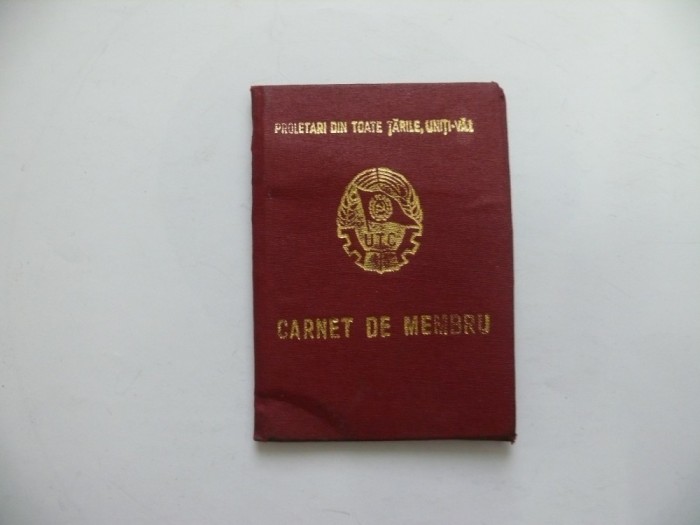 PROLETARI DIN TOATE ȚĂRILE, UNIȚI-VĂ!
UTC
CARNET DE MEMBRU